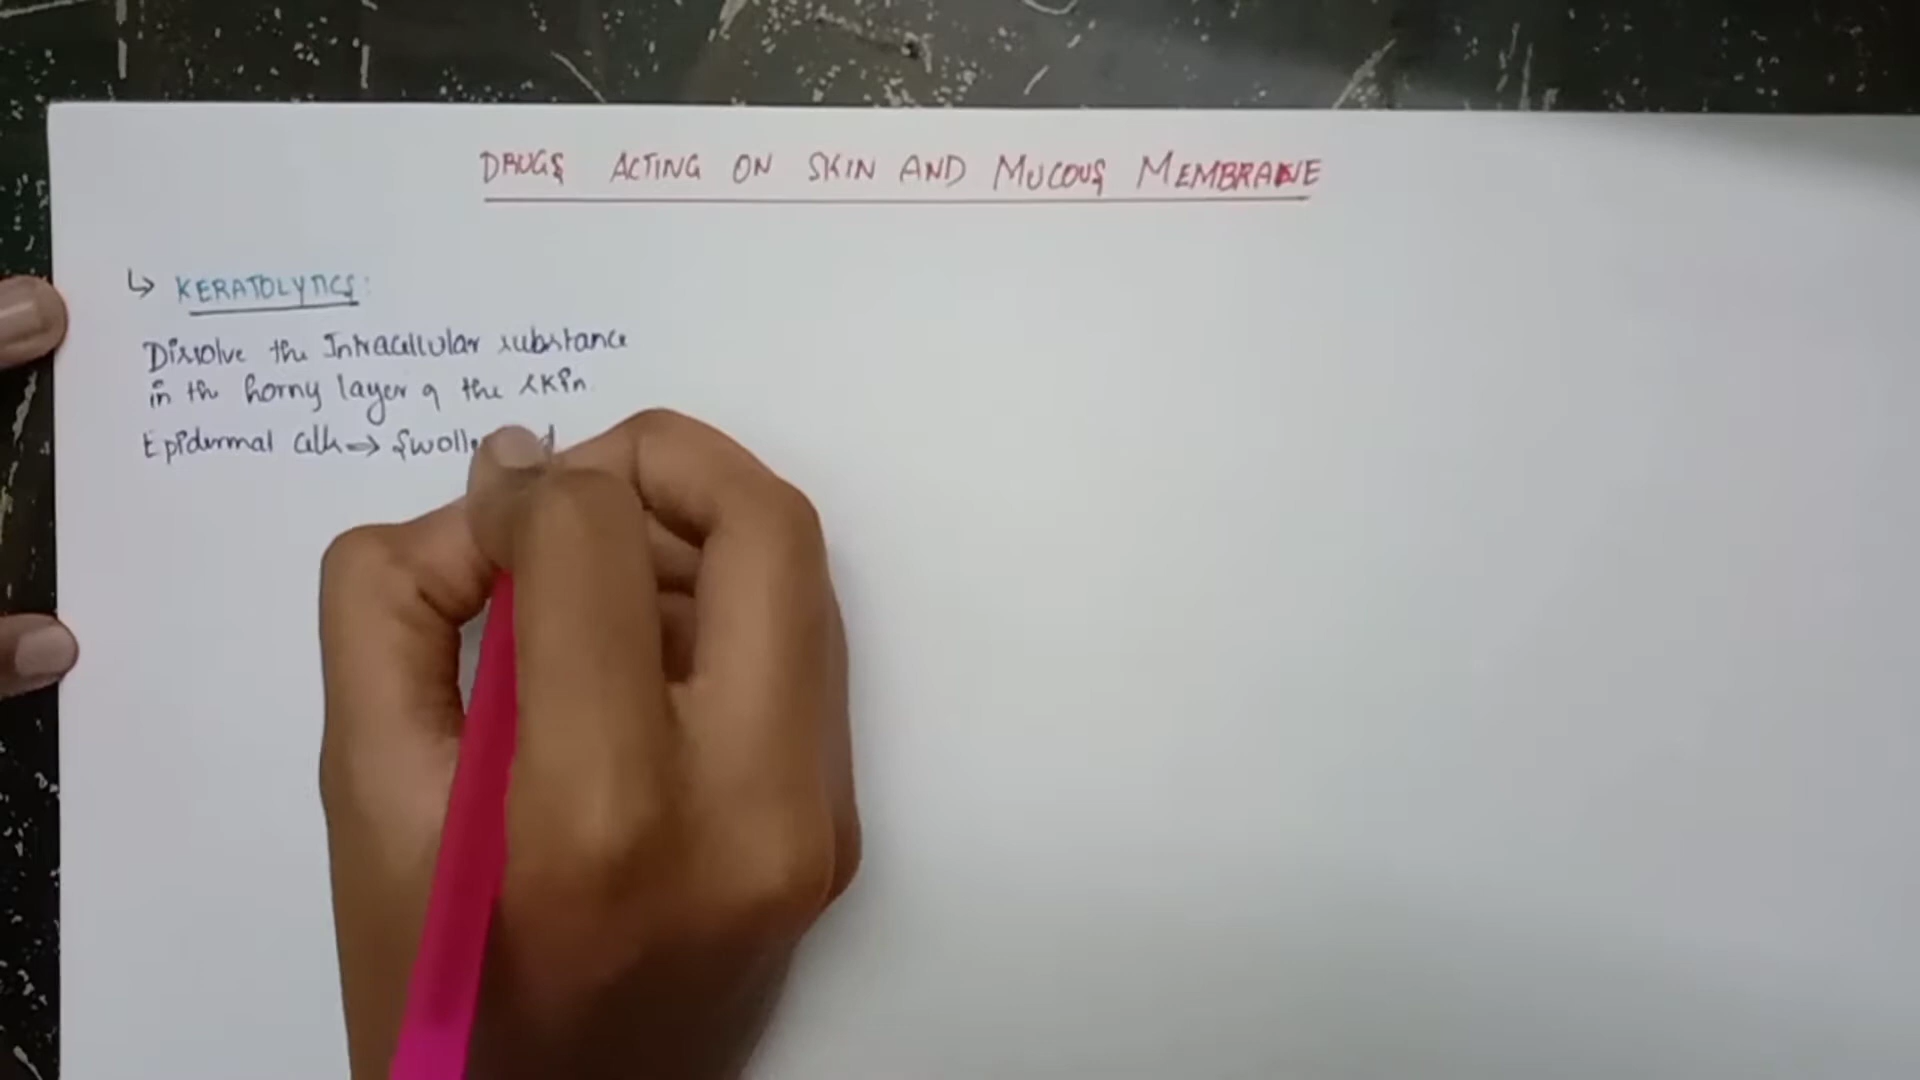 DRUGS ACTING ON SKIN AND MUCOUS MEMBRANE
↳ KERATOLYTICS:
Dissolve the Intracellular substance
in th horny layer of the skin.
Epidermal cells →